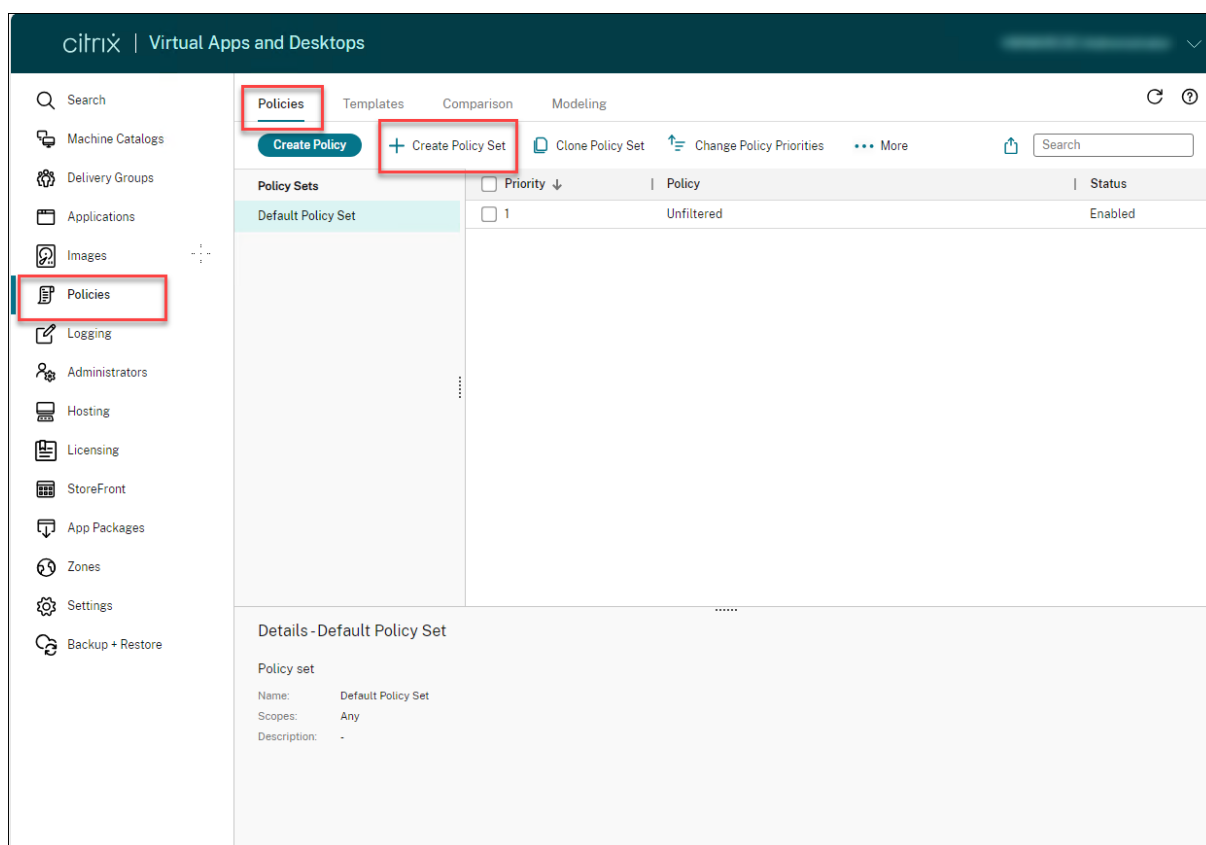 citrix | Virtual Apps and Desktops
Search
Machine Catalogs
Delivery Groups
Applications
Images
Policies
Logging
Administrators
Hosting
Licensing
StoreFront
App Packages
Zones
Settings
Backup + Restore
Policies Templates Comparison Modeling
Create Policy + Create Policy Set Clone Policy Set Change Policy Priorities ••• More Search
Policy Sets
Default Policy Set
Priority ↓ | Policy | Status
1 Unfiltered Enabled
Details - Default Policy Set
Policy set
Name: Default Policy Set
Scopes: Any
Description: -